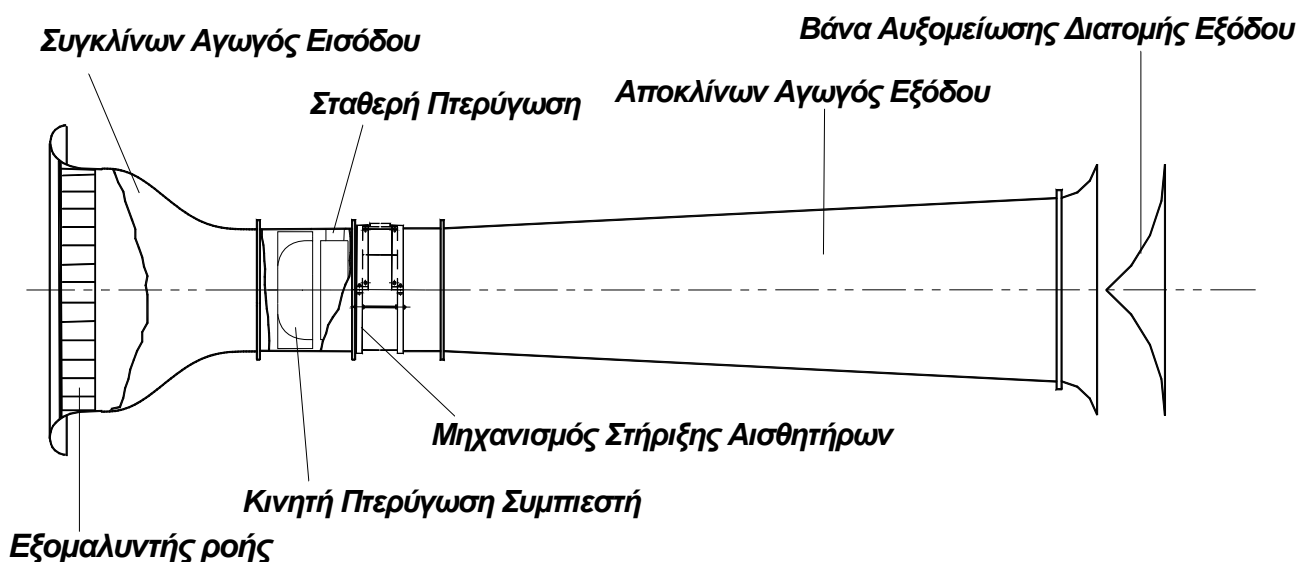 Βάνα Αυξομείωσης Διατομής Εξόδου
Συγκλίνων Αγωγός Εισόδου
Αποκλίνων Αγωγός Εξόδου
Σταθερή Πτερύγωση
Μηχανισμός Στήριξης Αισθητήρων
Κινητή Πτερύγωση Συμπιεστή
Εξομαλυντής ροής